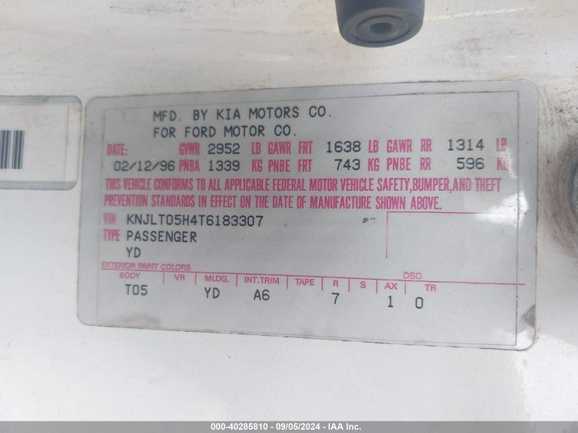 MFD. BY KIA MOTORS CO.
FOR FORD MOTOR CO.
DATE: GVWR 2952 LB GAWR FRT 1638 LB GAWR RR 1314 LB
02/12/96 PNBA 1339 KG PNBE FRT 743 KG PNBE RR 596 KG
THIS VEHICLE CONFORMS TO ALL APPLICABLE FEDERAL MOTOR VEHICLE SAFETY,BUMPER,AND THEFT
PREVENTION STANDARDS IN EFFECT ON THE DATE OF MANUFACTURE SHOWN ABOVE.
VIN KNJLT05H4T6183307
TYPE PASSENGER
YD
EXTERIOR PAINT COLORS DSO
BODY VR MLDG. INT.TRIM TAPE R S AX TR
T05 YD A6 7 1 0
000-40285810 - 09/05/2024 - IAA Inc.